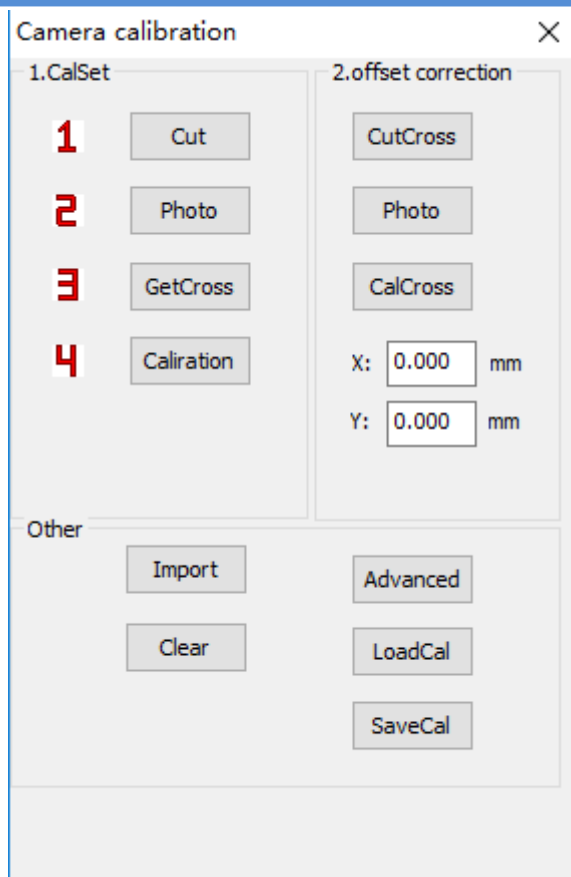 Camera calibration
1.CalSet
1 Cut
2 Photo
3 GetCross
4 Caliration
2.offset correction
CutCross
Photo
CalCross
X: 0.000 mm
Y: 0.000 mm
Other
Import
Clear
Advanced
LoadCal
SaveCal